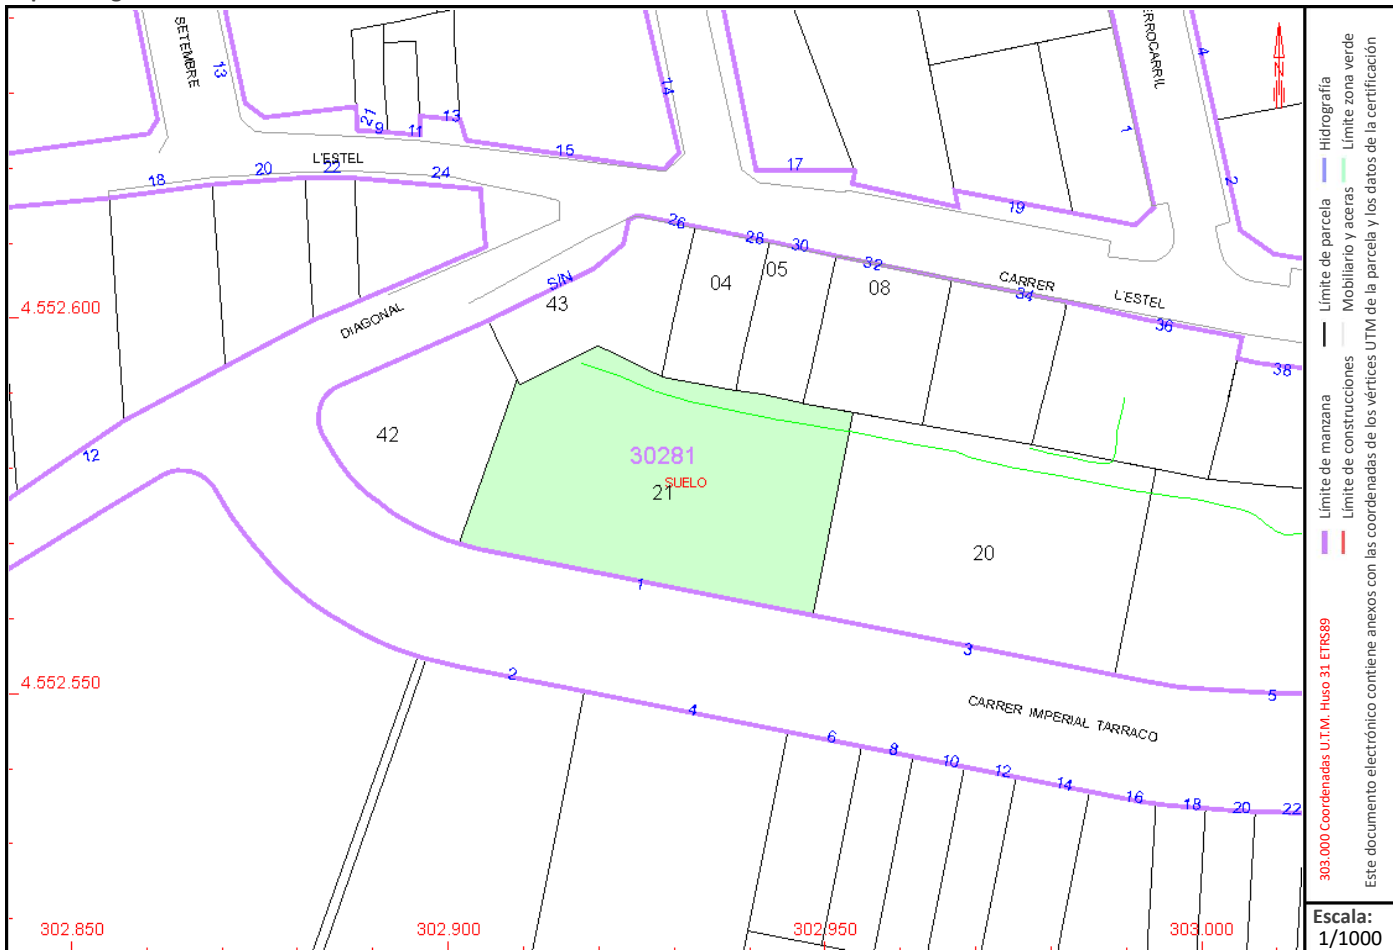 SETEMBRE
13
21
9
11
13
15
14
L'ESTEL
18
20
22
24
17
19
1
ERROCARRIL
4
2
26
28
30
32
34
36
38
CARRER
L'ESTEL
S/N
43
04
05
08
DIAGONAL
4.552.600
12
42
30281
SUELO
21
20
1
3
5
4.552.550
2
4
6
8
10
12
14
16
18
20
22
CARRER IMPERIAL TARRACO
302.850
302.900
302.950
303.000
N
303.000 Coordenadas U.T.M. Huso 31 ETRS89
Límite de manzana
Límite de parcela
Hidrografía
Límite de construcciones
Mobiliario y aceras
Límite zona verde
Este documento electrónico contiene anexos con las coordenadas de los vértices UTM de la parcela y los datos de la certificación
Escala:
1/1000